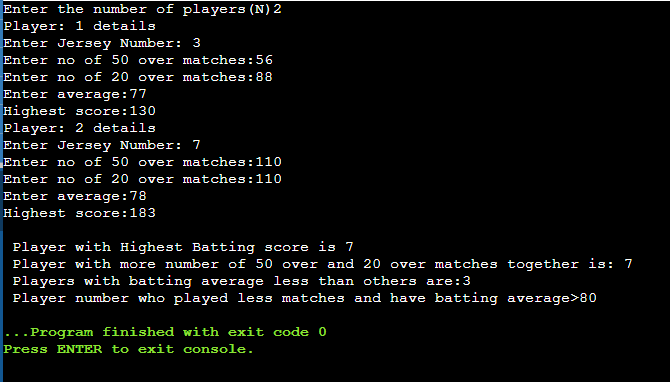 Enter the number of players(N)2
Player: 1 details
Enter Jersey Number: 3
Enter no of 50 over matches:56
Enter no of 20 over matches:88
Enter average:77
Highest score:130
Player: 2 details
Enter Jersey Number: 7
Enter no of 50 over matches:110
Enter no of 20 over matches:110
Enter average:78
Highest score:183
Player with Highest Batting score is 7
Player with more number of 50 over and 20 over matches together is: 7
Players with batting average less than others are:3
Player number who played less matches and have batting average>80
...Program finished with exit code 0
Press ENTER to exit console.